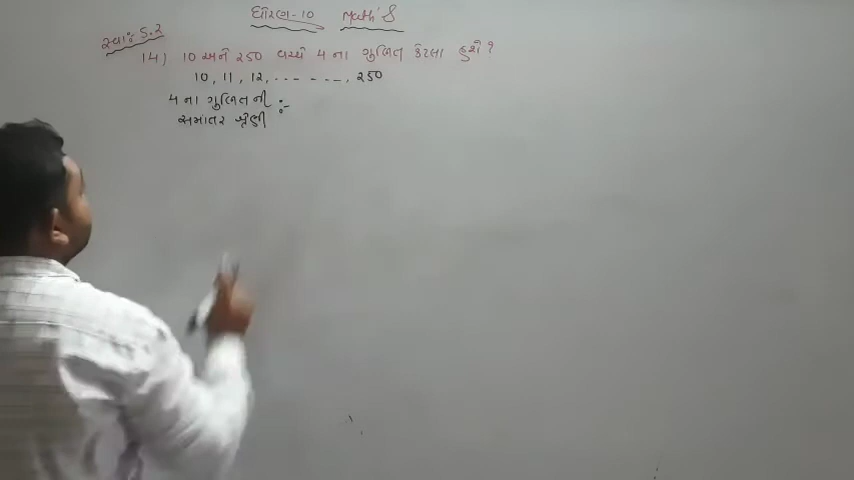 ધોરણ-10 Math's
સ્વા: 5.2
14) 10 અને 250 વચ્ચે 4 ના ગુણિત કેટલા હશે?
10, 11, 12, ------, 250
4 ના ગુણિત ની :-
સમાંતર શ્રેણી